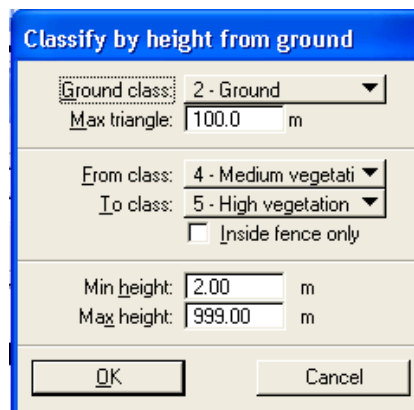 Classify by height from ground
Ground class: 2 - Ground
Max triangle: 100.0 m
From class: 4 - Medium vegetati
To class: 5 - High vegetation
Inside fence only
Min height: 2.00 m
Max height: 999.00 m
OK Cancel